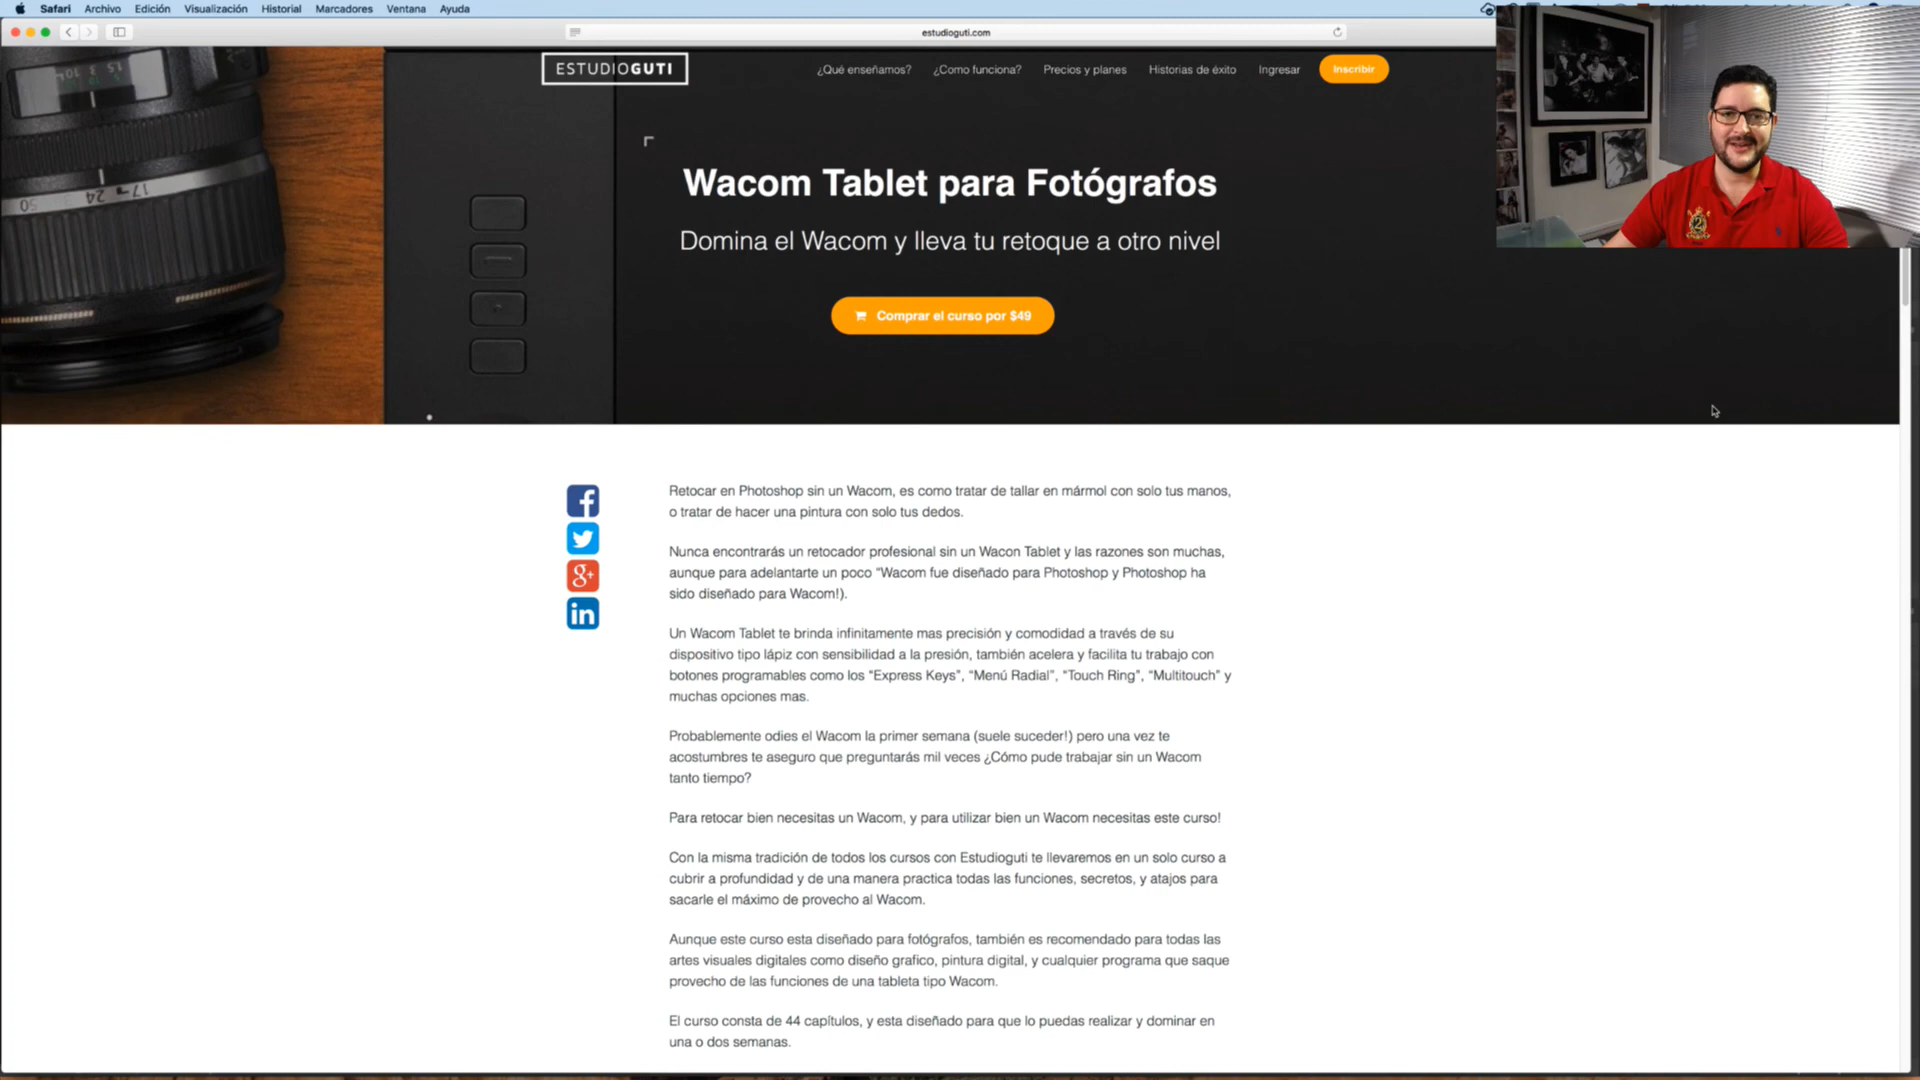 Safari Archivo Edición Visualización Historial Marcadores Ventana Ayuda
estudioguti.com
ESTUDIOGUTI
¿Qué enseñamos? ¿Como funciona? Precios y planes Historias de éxito Ingresar Inscribir
Wacom Tablet para Fotógrafos
Domina el Wacom y lleva tu retoque a otro nivel
Comprar el curso por $49
50 24 17
Retocar en Photoshop sin un Wacom, es como tratar de tallar en mármol con solo tus manos,
o tratar de hacer una pintura con solo tus dedos.
Nunca encontrarás un retocador profesional sin un Wacon Tablet y las razones son muchas,
aunque para adelantarte un poco “Wacom fue diseñado para Photoshop y Photoshop ha
sido diseñado para Wacom!).
Un Wacom Tablet te brinda infinitamente mas precisión y comodidad a través de su
dispositivo tipo lápiz con sensibilidad a la presión, también acelera y facilita tu trabajo con
botones programables como los “Express Keys”, “Menú Radial”, “Touch Ring”, “Multitouch” y
muchas opciones mas.
Probablemente odies el Wacom la primer semana (suele suceder!) pero una vez te
acostumbres te aseguro que preguntarás mil veces ¿Cómo pude trabajar sin un Wacom
tanto tiempo?
Para retocar bien necesitas un Wacom, y para utilizar bien un Wacom necesitas este curso!
Con la misma tradición de todos los cursos con Estudioguti te llevaremos en un solo curso a
cubrir a profundidad y de una manera practica todas las funciones, secretos, y atajos para
sacarle el máximo de provecho al Wacom.
Aunque este curso esta diseñado para fotógrafos, también es recomendado para todas las
artes visuales digitales como diseño grafico, pintura digital, y cualquier programa que saque
provecho de las funciones de una tableta tipo Wacom.
El curso consta de 44 capítulos, y esta diseñado para que lo puedas realizar y dominar en
una o dos semanas.